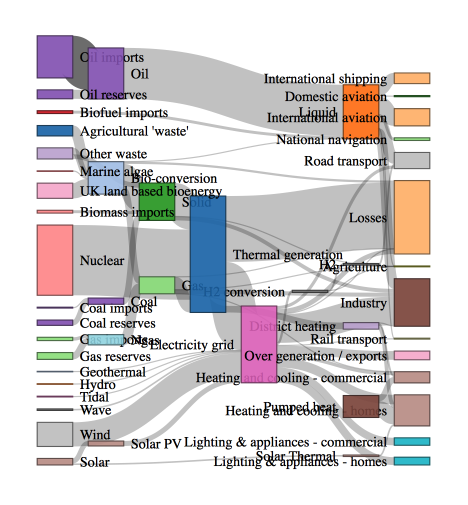 Oil imports
Oil
Oil reserves
Biofuel imports
Agricultural 'waste'
Other waste
Marine algae
UK land based bioenergy
Biomass imports
Nuclear
Coal imports
Coal reserves
Gas imports
Gas reserves
Geothermal
Hydro
Tidal
Wave
Wind
Solar
Bio-conversion
Solid
Coal
Gas
Ngas
Electricity grid
Solar PV
Thermal generation
H2 conversion
H2
Liquid
District heating
Pumped heat
Solar Thermal
International shipping
Domestic aviation
International aviation
National navigation
Road transport
Losses
Agriculture
Industry
Rail transport
Over generation / exports
Heating and cooling - commercial
Heating and cooling - homes
Lighting & appliances - commercial
Lighting & appliances - homes